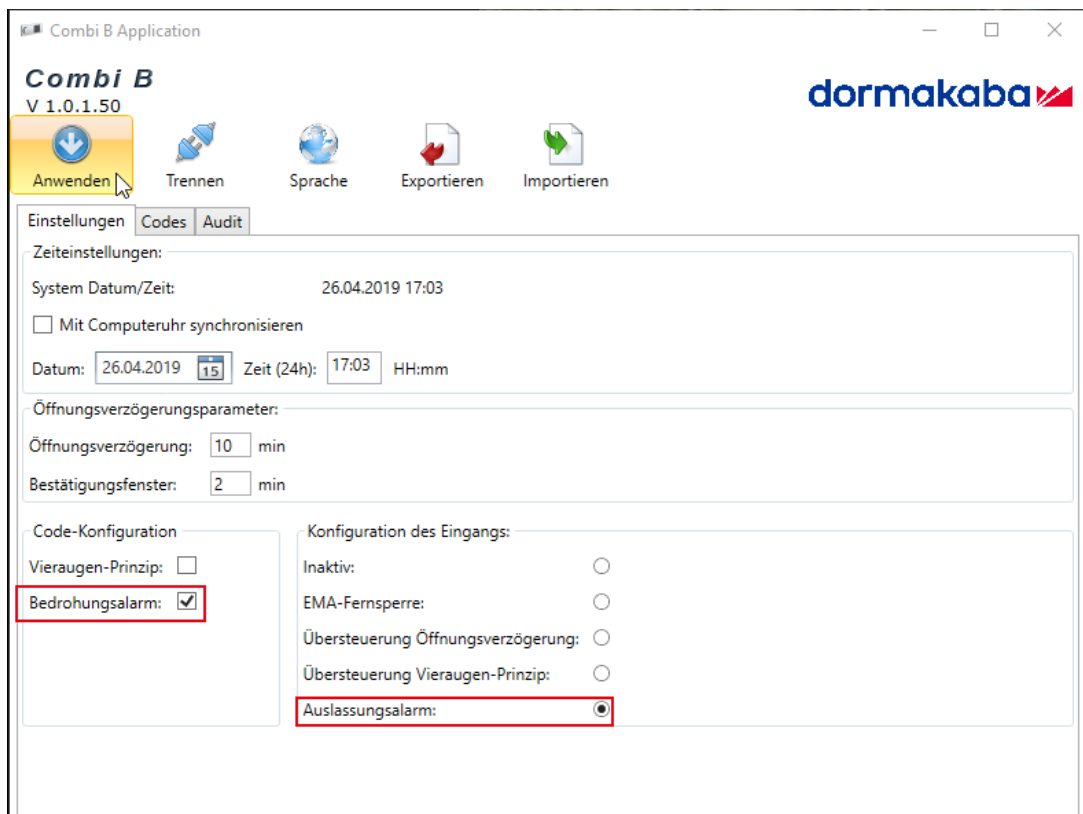 Combi B Application
Combi B
V 1.0.1.50
dormakaba
Anwenden Trennen Sprache Exportieren Importieren
Einstellungen Codes Audit
Zeiteinstellungen:
System Datum/Zeit: 26.04.2019 17:03
Mit Computeruhr synchronisieren
Datum: 26.04.2019 15 Zeit (24h): 17:03 HH:mm
Öffnungsverzögerungsparameter:
Öffnungsverzögerung: 10 min
Bestätigungsfenster: 2 min
Code-Konfiguration
Vieraugen-Prinzip:
Bedrohungsalarm:
Konfiguration des Eingangs:
Inaktiv:
EMA-Fernsperre:
Übersteuerung Öffnungsverzögerung:
Übersteuerung Vieraugen-Prinzip:
Auslassungsalarm: